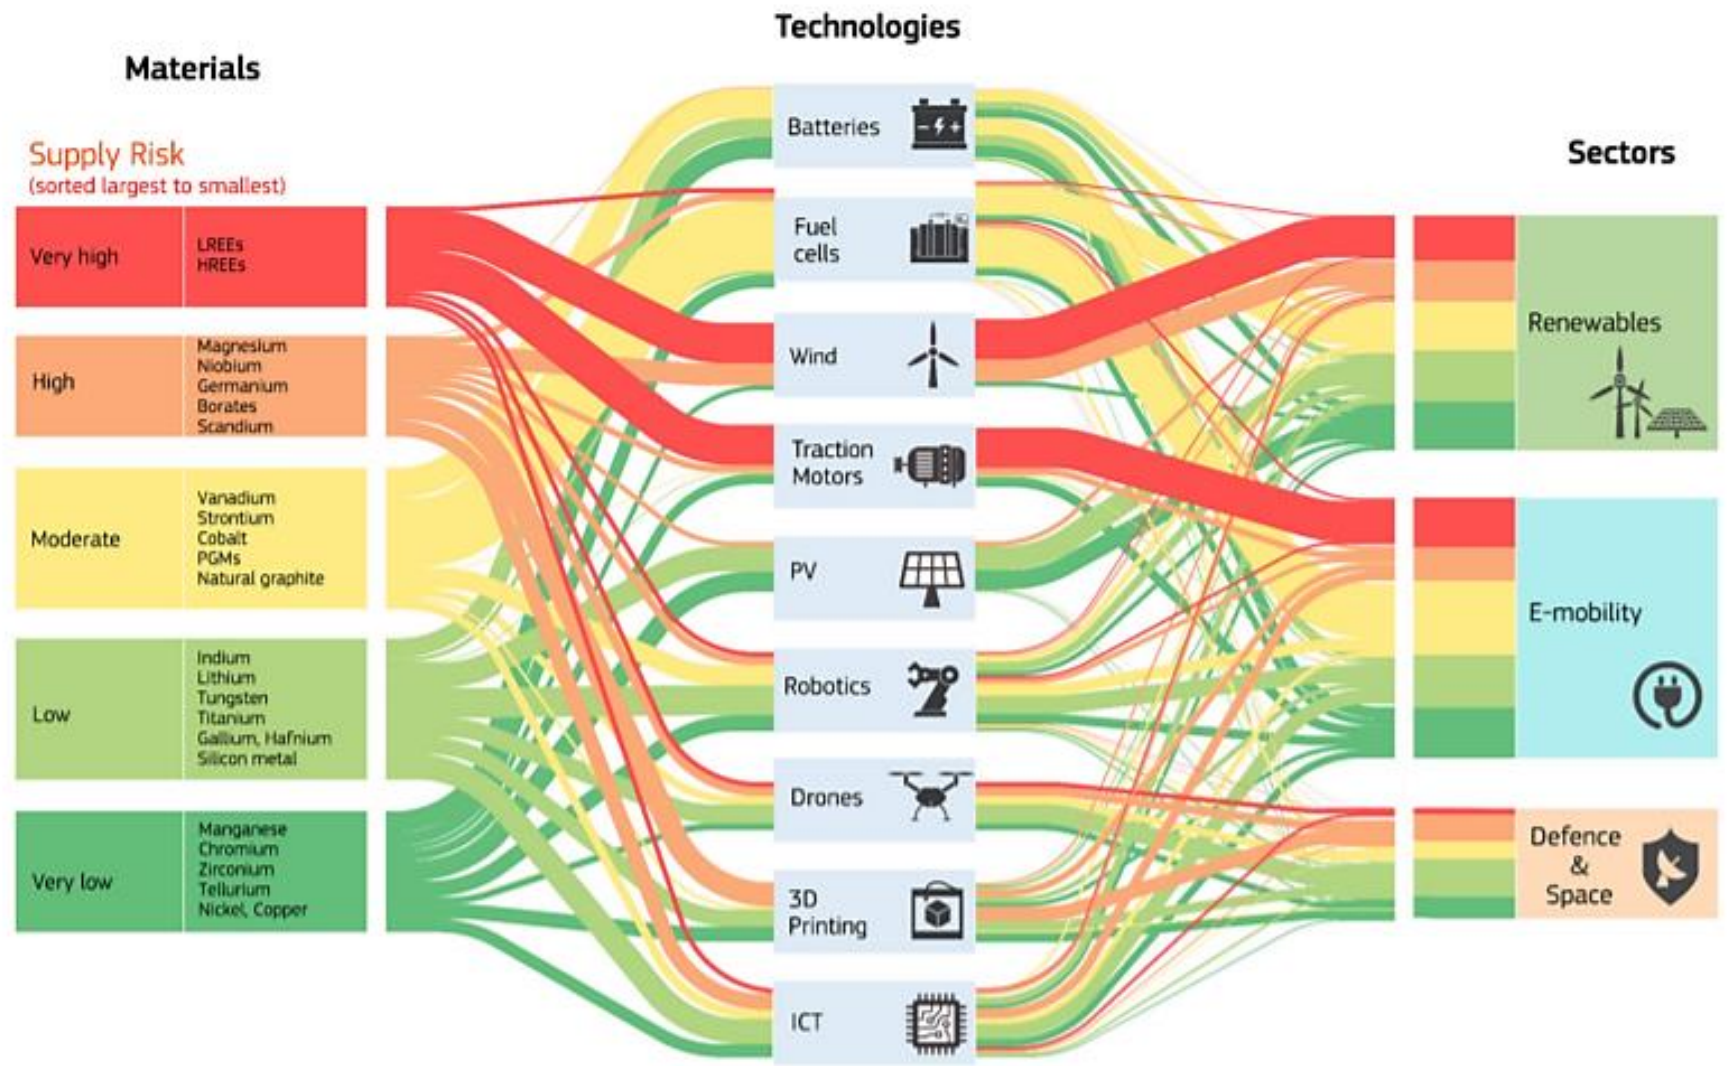 Technologies
Materials
Sectors
Supply Risk
(sorted largest to smallest)
Very high
LREEs
HREEs
High
Magnesium
Niobium
Germanium
Borates
Scandium
Moderate
Vanadium
Strontium
Cobalt
PGMs
Natural graphite
Low
Indium
Lithium
Tungsten
Titanium
Gallium, Hafnium
Silicon metal
Very low
Manganese
Chromium
Zirconium
Tellurium
Nickel, Copper
Batteries
Fuel
cells
Wind
Traction
Motors
PV
Robotics
Drones
3D
Printing
ICT
Renewables
E-mobility
Defence
&
Space